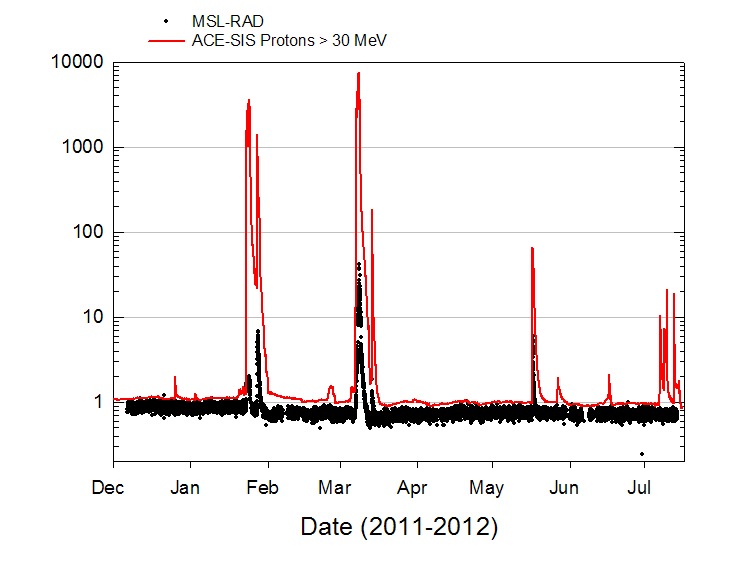 MSL-RAD
ACE-SIS Protons > 30 MeV
10000
1000
100
10
1
Dec Jan Feb Mar Apr May Jun Jul
Date (2011-2012)